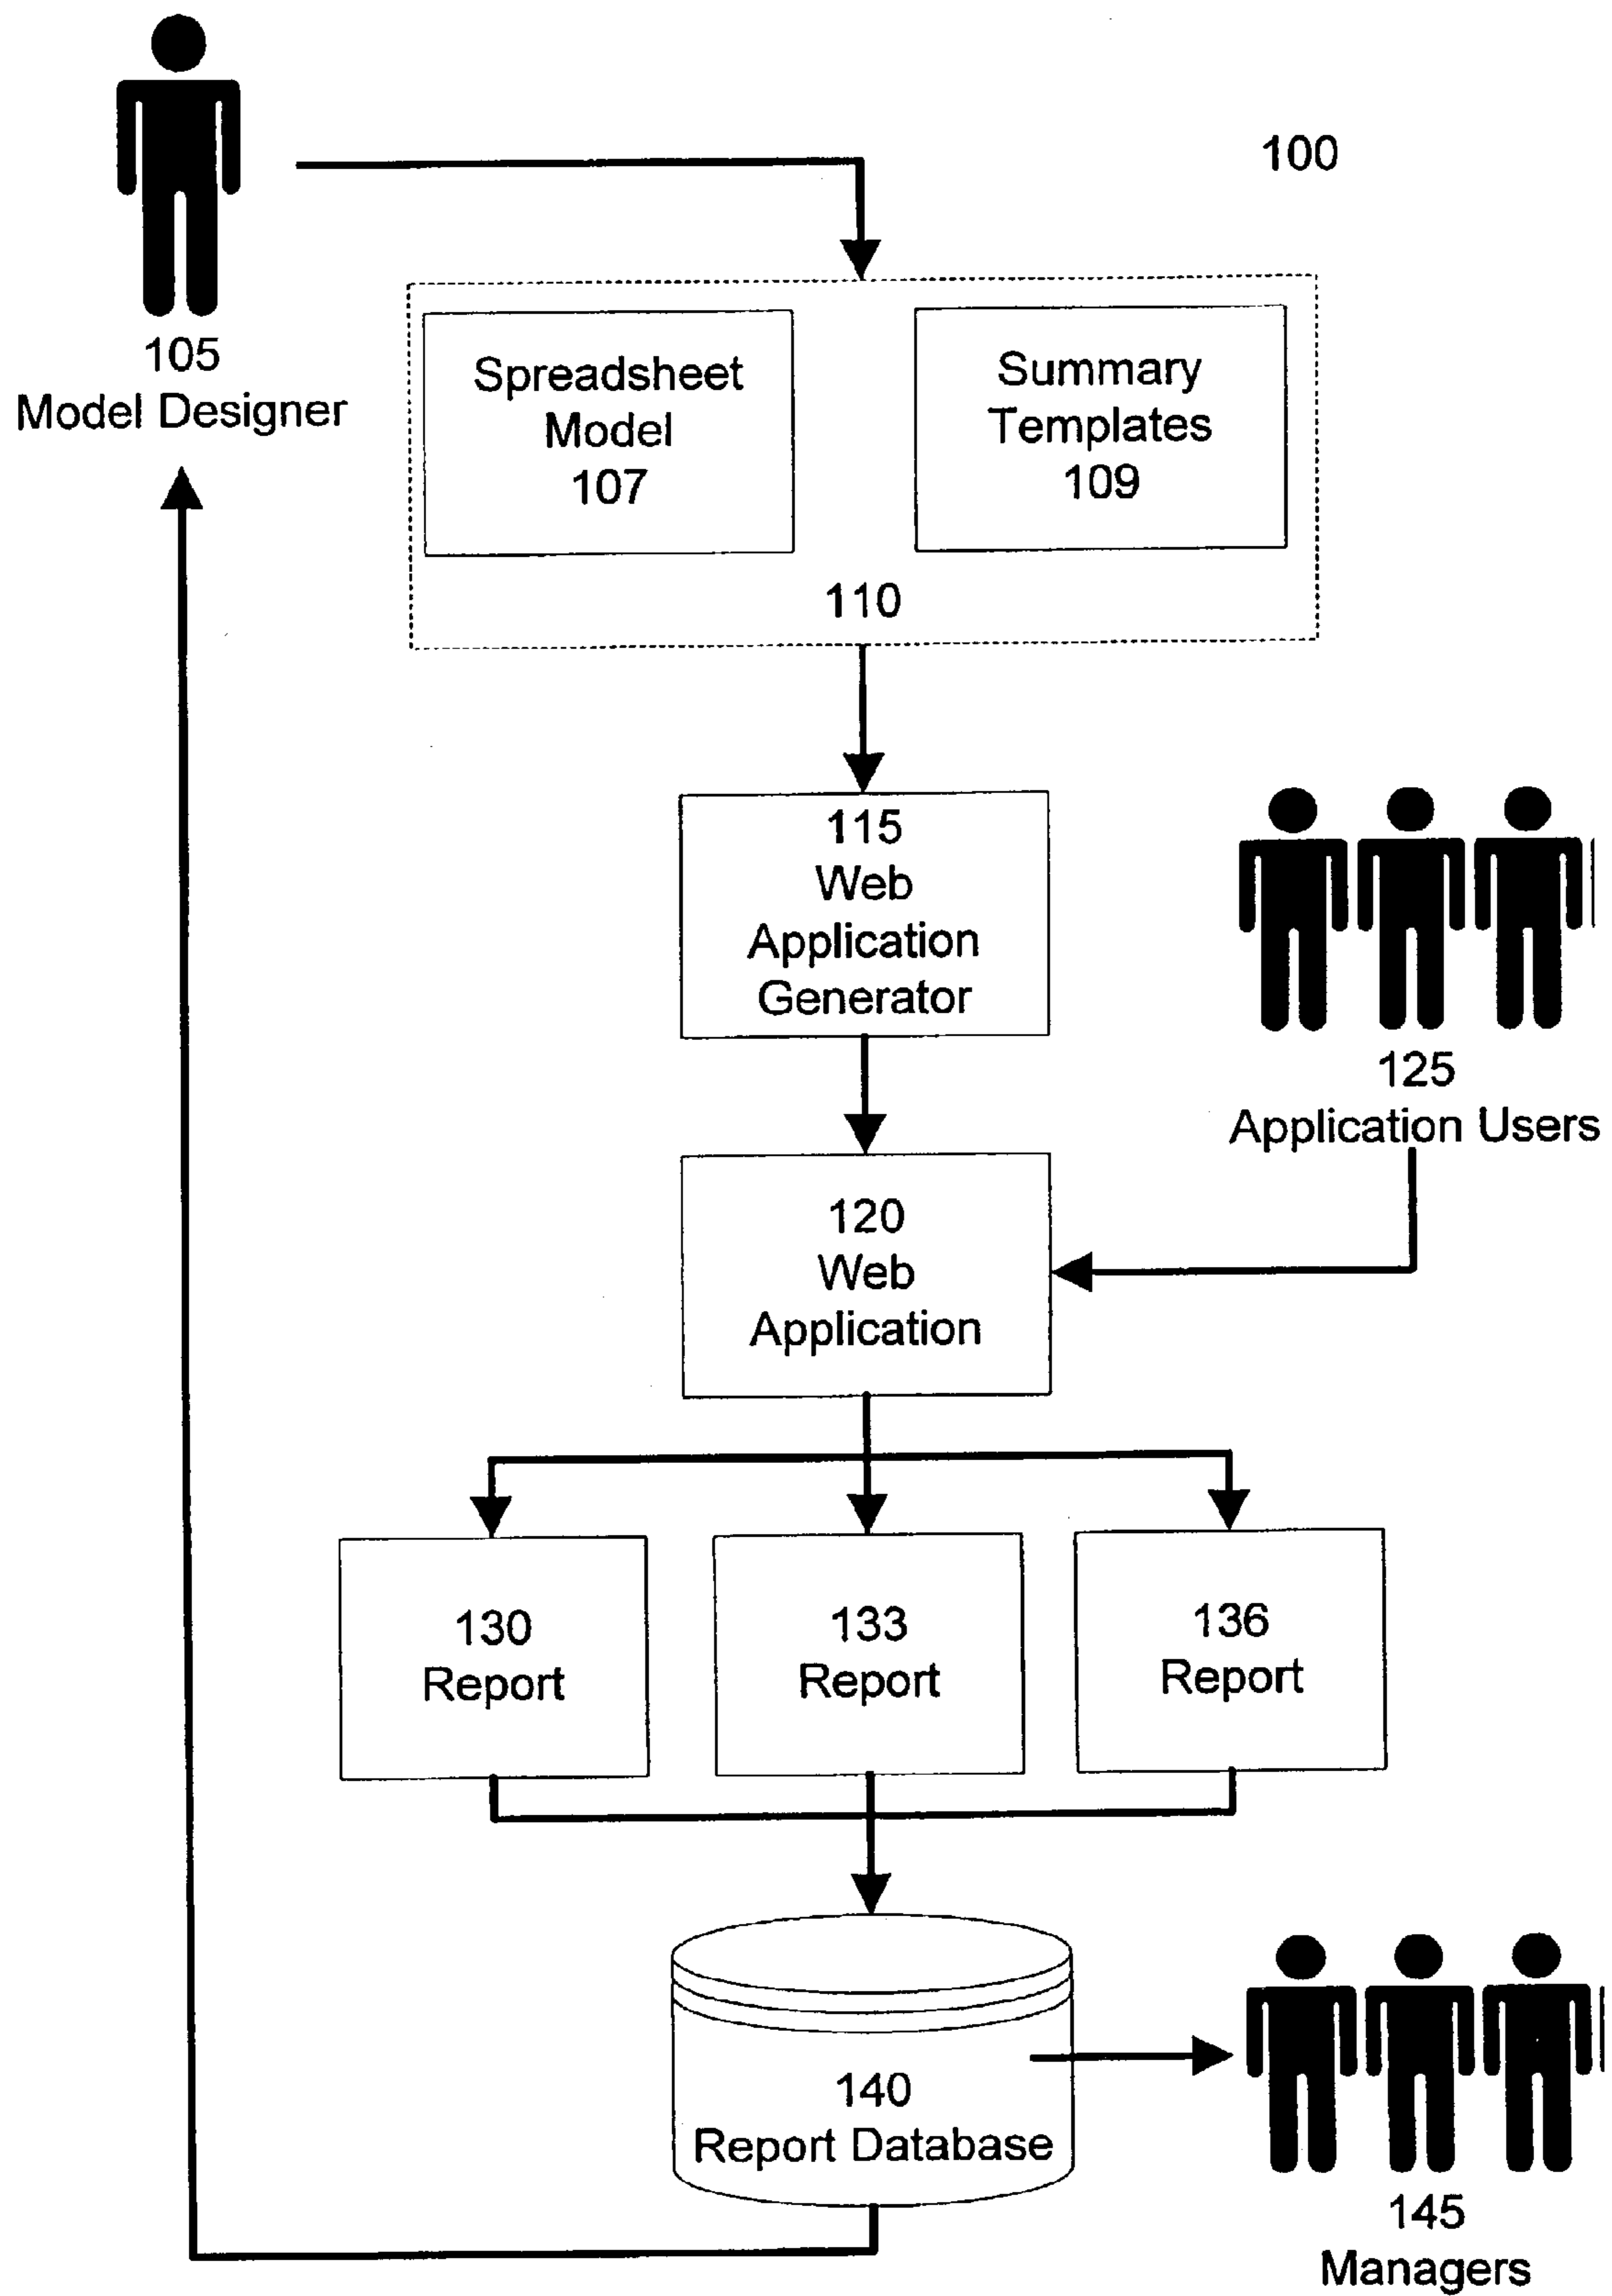 100
105
Model Designer
Spreadsheet
Model
107
Summary
Templates
109
110
115
Web
Application
Generator
125
Application Users
120
Web
Application
130
Report
133
Report
136
Report
140
Report Database
145
Managers